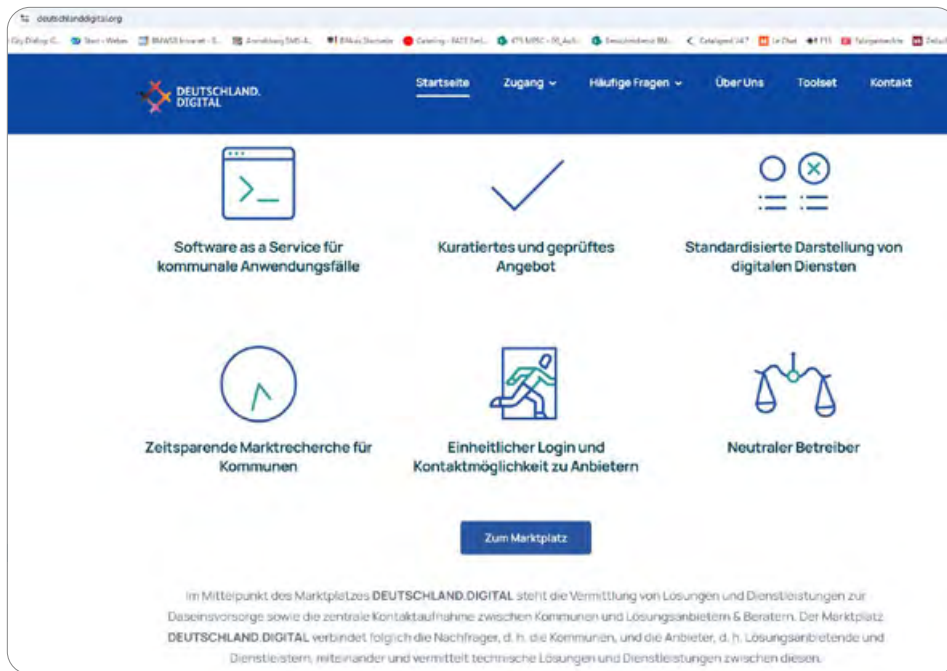 deutschlanddigital.org
DEUTSCHLAND.
DIGITAL
Startseite Zugang Häufige Fragen Über Uns Toolset Kontakt
Software as a Service für
kommunale Anwendungsfälle
Kuratiertes und geprüftes
Angebot
Standardisierte Darstellung von
digitalen Diensten
Zeitsparende Marktrecherche für
Kommunen
Einheitlicher Login und
Kontaktmöglichkeit zu Anbietern
Neutraler Betreiber
Zum Marktplatz
Im Mittelpunkt des Marktplatzes DEUTSCHLAND.DIGITAL steht die Vermittlung von Lösungen und Dienstleistungen zur
Daseinsvorsorge sowie die zentrale Kontaktaufnahme zwischen Kommunen und Lösungsanbietern & Beratern. Der Marktplatz
DEUTSCHLAND.DIGITAL verbindet folglich die Nachfrager, d. h. die Kommunen, und die Anbieter, d. h. Lösungsanbietende und
Dienstleistern, miteinander und vermittelt technische Lösungen und Dienstleistungen zwischen diesen.